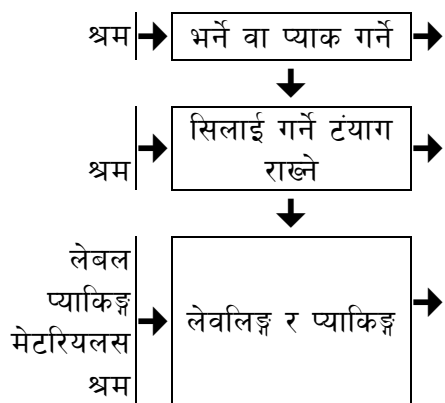 श्रम
भर्ने वा प्याक गर्ने
सिलाई गर्ने टंयाग
राख्ने
श्रम
लेबल
प्याकिङ्ग
मेटरियलस
श्रम
लेवलिङ्ग र प्याकिङ्ग